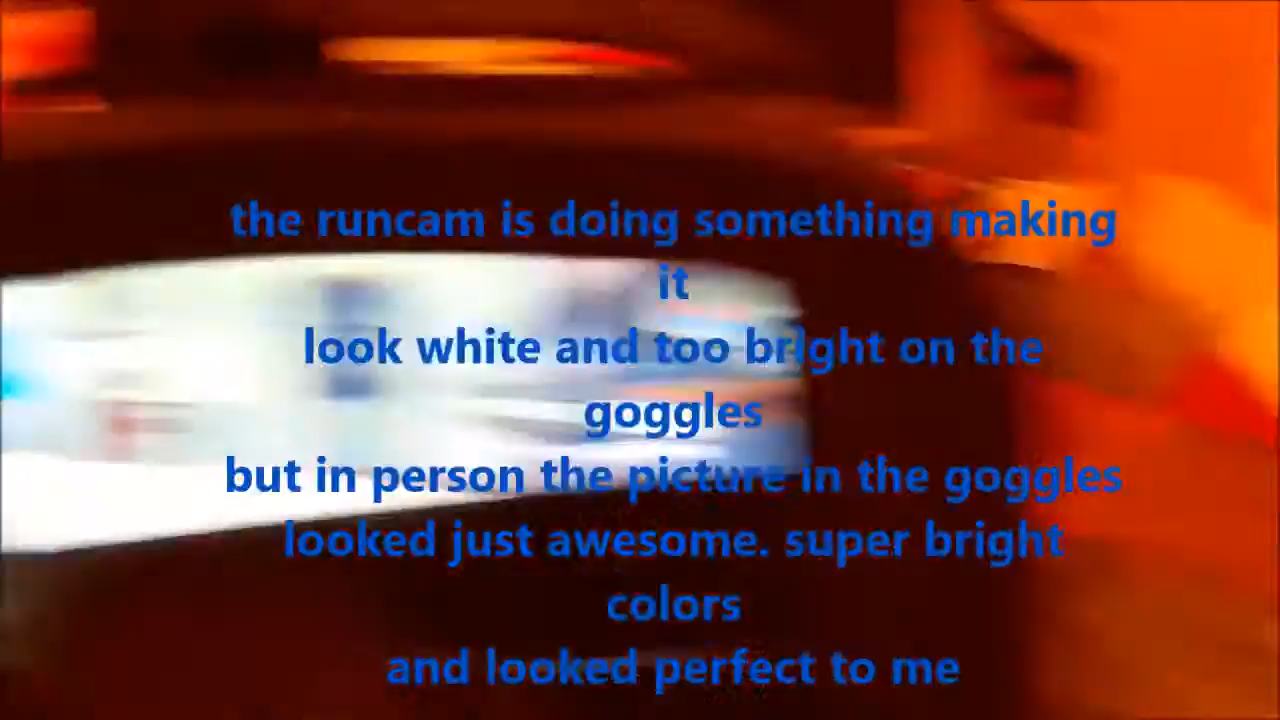 the runcam is doing something making
it
look white and too bright on the
goggles
but in person the picture in the goggles
looked just awesome. super bright
colors
and looked perfect to me